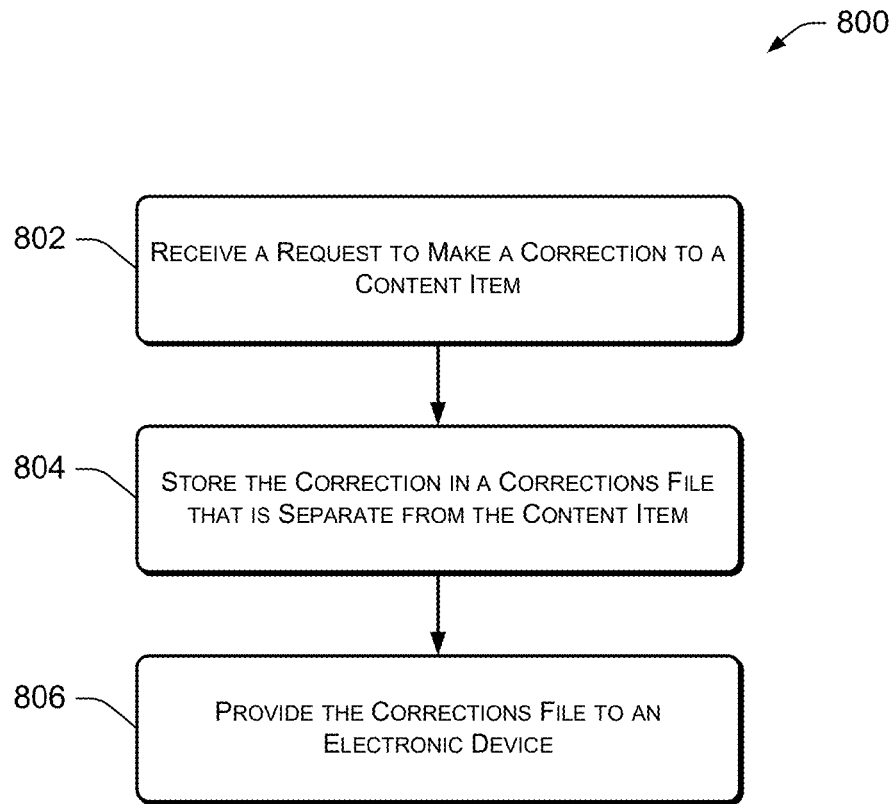 800
802
RECEIVE A REQUEST TO MAKE A CORRECTION TO A
CONTENT ITEM
804
STORE THE CORRECTION IN A CORRECTIONS FILE
THAT IS SEPARATE FROM THE CONTENT ITEM
806
PROVIDE THE CORRECTIONS FILE TO AN
ELECTRONIC DEVICE